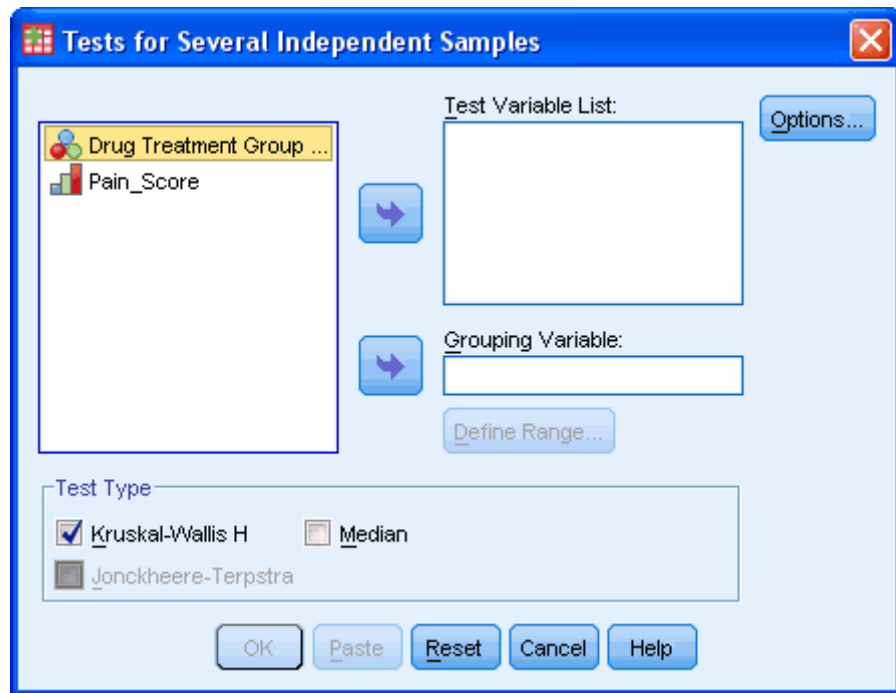 Tests for Several Independent Samples
Drug Treatment Group ...
Pain_Score
Test Variable List:
Options...
Grouping Variable:
Define Range...
Test Type
Kruskal-Wallis H
Median
Jonckheere-Terpstra
OK
Paste
Reset
Cancel
Help